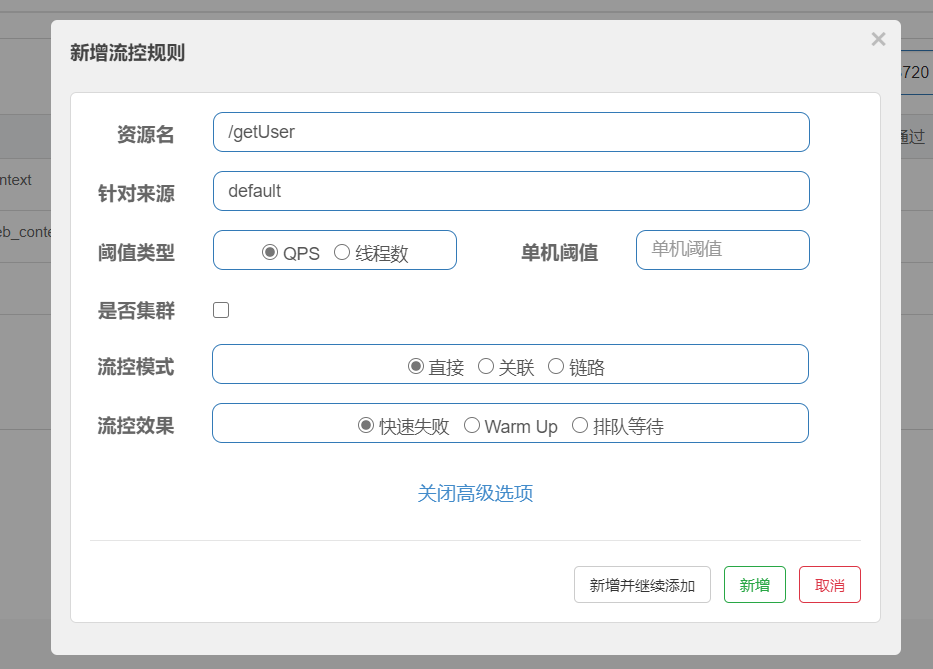 新增流控规则
×
720
资源名 /getUser
通过
针对来源 default
ntext
eb_conte
阈值类型 QPS 线程数 单机阈值 单机阈值
是否集群
流控模式 直接 关联 链路
流控效果 快速失败 Warm Up 排队等待
关闭高级选项
新增并继续添加 新增 取消